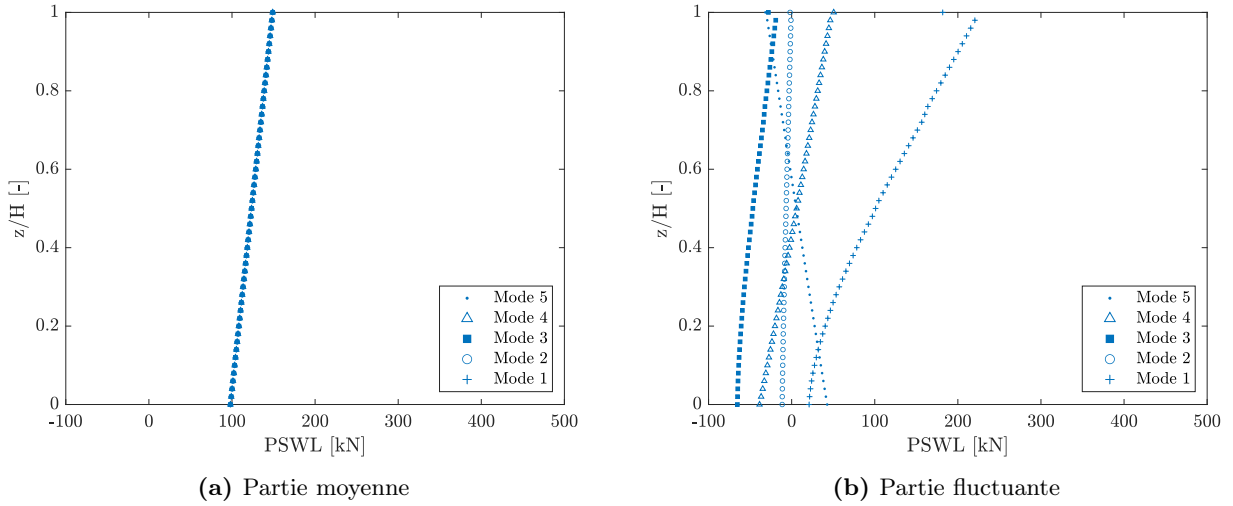 1
0.8
0.6
0.4
0.2
0
z/H [-]
-100 0 100 200 300 400 500
PSWL [kN]
Mode 5
Mode 4
Mode 3
Mode 2
Mode 1
(a) Partie moyenne
1
0.8
0.6
0.4
0.2
0
z/H [-]
-100 0 100 200 300 400 500
PSWL [kN]
Mode 5
Mode 4
Mode 3
Mode 2
Mode 1
(b) Partie fluctuante